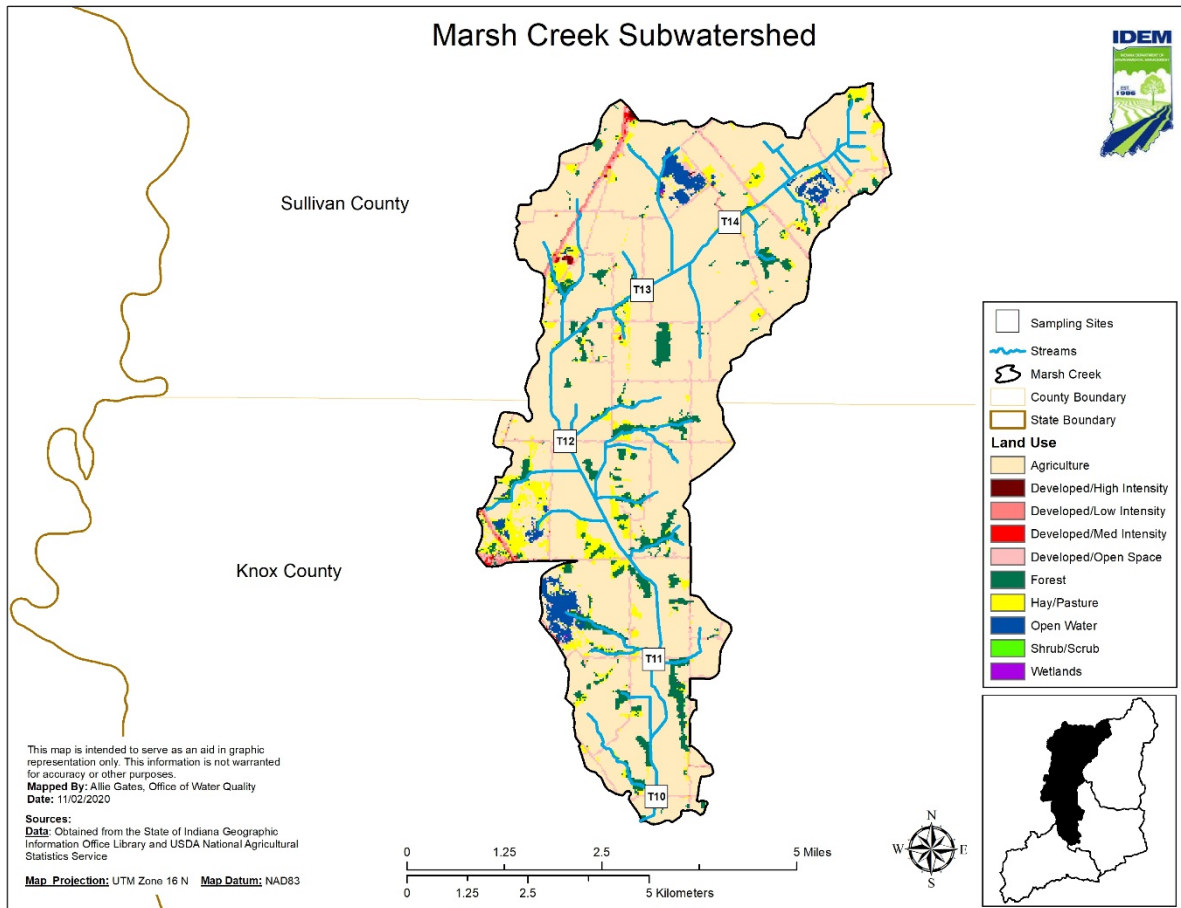 Marsh Creek Subwatershed
IDEM
INDIANA DEPARTMENT OF
ENVIRONMENTAL MANAGEMENT
EST.
1986
Sullivan County
T14
T13
T12
Knox County
T11
T10
Sampling Sites
Streams
Marsh Creek
County Boundary
State Boundary
Land Use
Agriculture
Developed/High Intensity
Developed/Low Intensity
Developed/Med Intensity
Developed/Open Space
Forest
Hay/Pasture
Open Water
Shrub/Scrub
Wetlands
This map is intended to serve as an aid in graphic
representation only. This information is not warranted
for accuracy or other purposes.
Mapped By: Allie Gates, Office of Water Quality
Date: 11/02/2020
Sources:
Data: Obtained from the State of Indiana Geographic
Information Office Library and USDA National Agricultural
Statistics Service
Map Projection: UTM Zone 16 N Map Datum: NAD83
0 1.25 2.5 5 Miles
0 1.25 2.5 5 Kilometers
N
W E
S